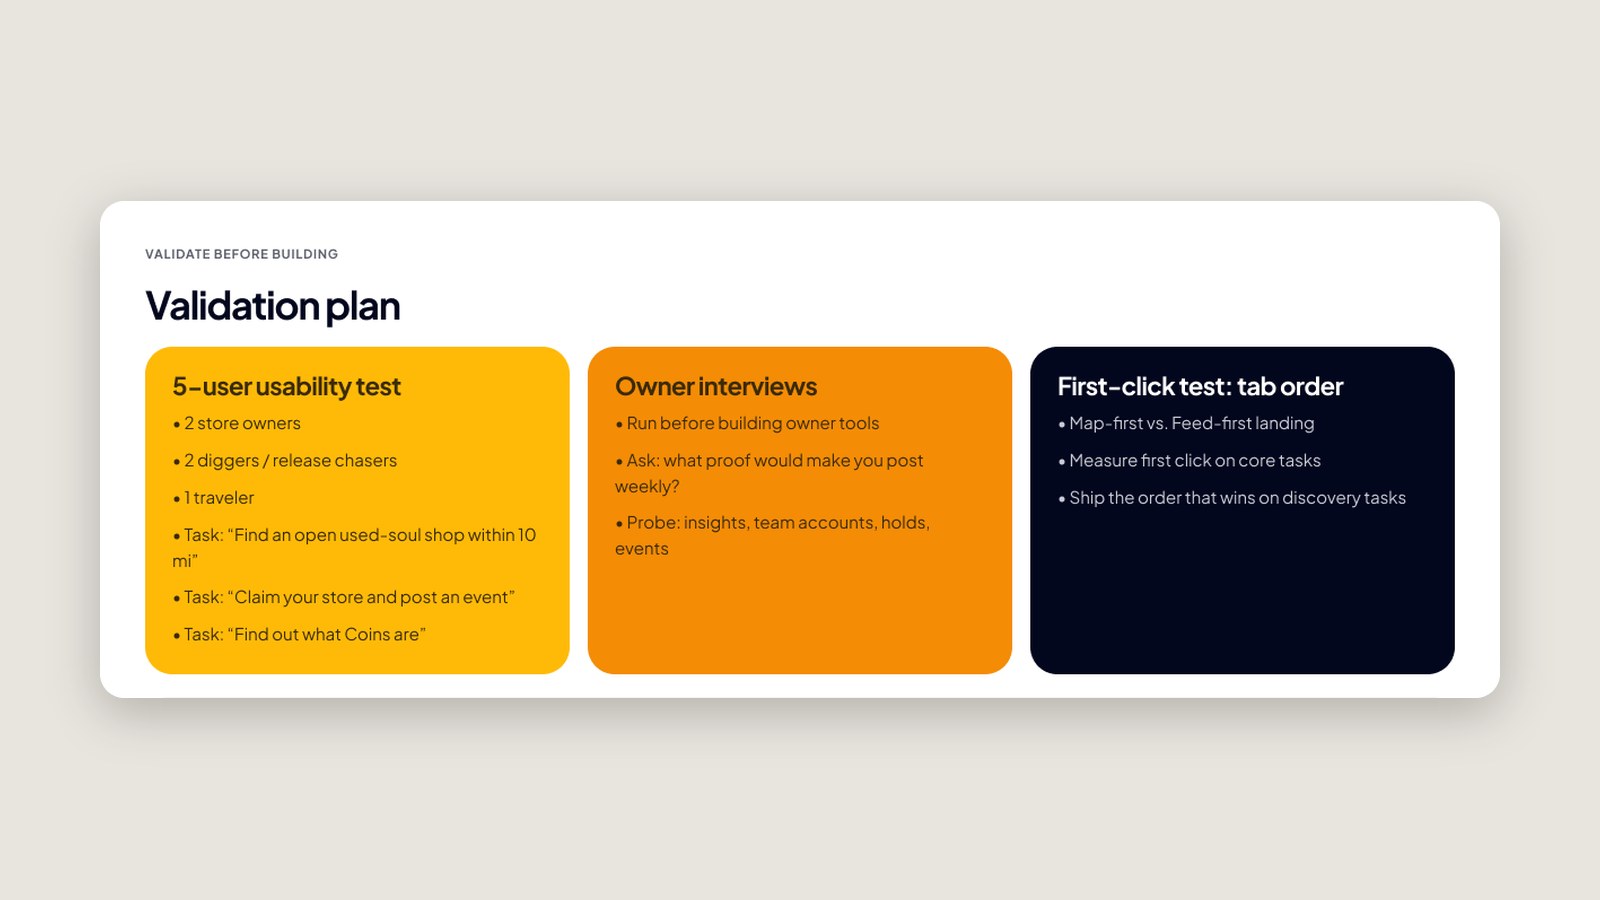 VALIDATE BEFORE BUILDING
Validation plan
5-user usability test
• 2 store owners
• 2 diggers / release chasers
• 1 traveler
• Task: “Find an open used-soul shop within 10
mi”
• Task: “Claim your store and post an event”
• Task: “Find out what Coins are”
Owner interviews
• Run before building owner tools
• Ask: what proof would make you post
weekly?
• Probe: insights, team accounts, holds,
events
First-click test: tab order
• Map-first vs. Feed-first landing
• Measure first click on core tasks
• Ship the order that wins on discovery tasks